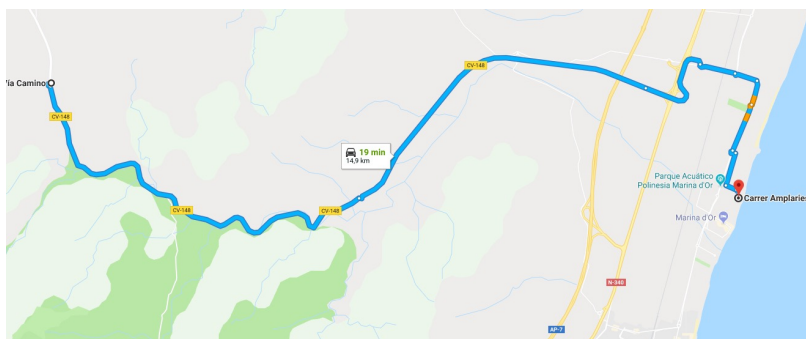 Vía Camino
CV-148
CV-148
CV-148
CV-148
19 min
14,9 km
Parque Acuático
Polinesia Marina d'Or
Carrer Amplaries
Marina d'Or
N-340
AP-7